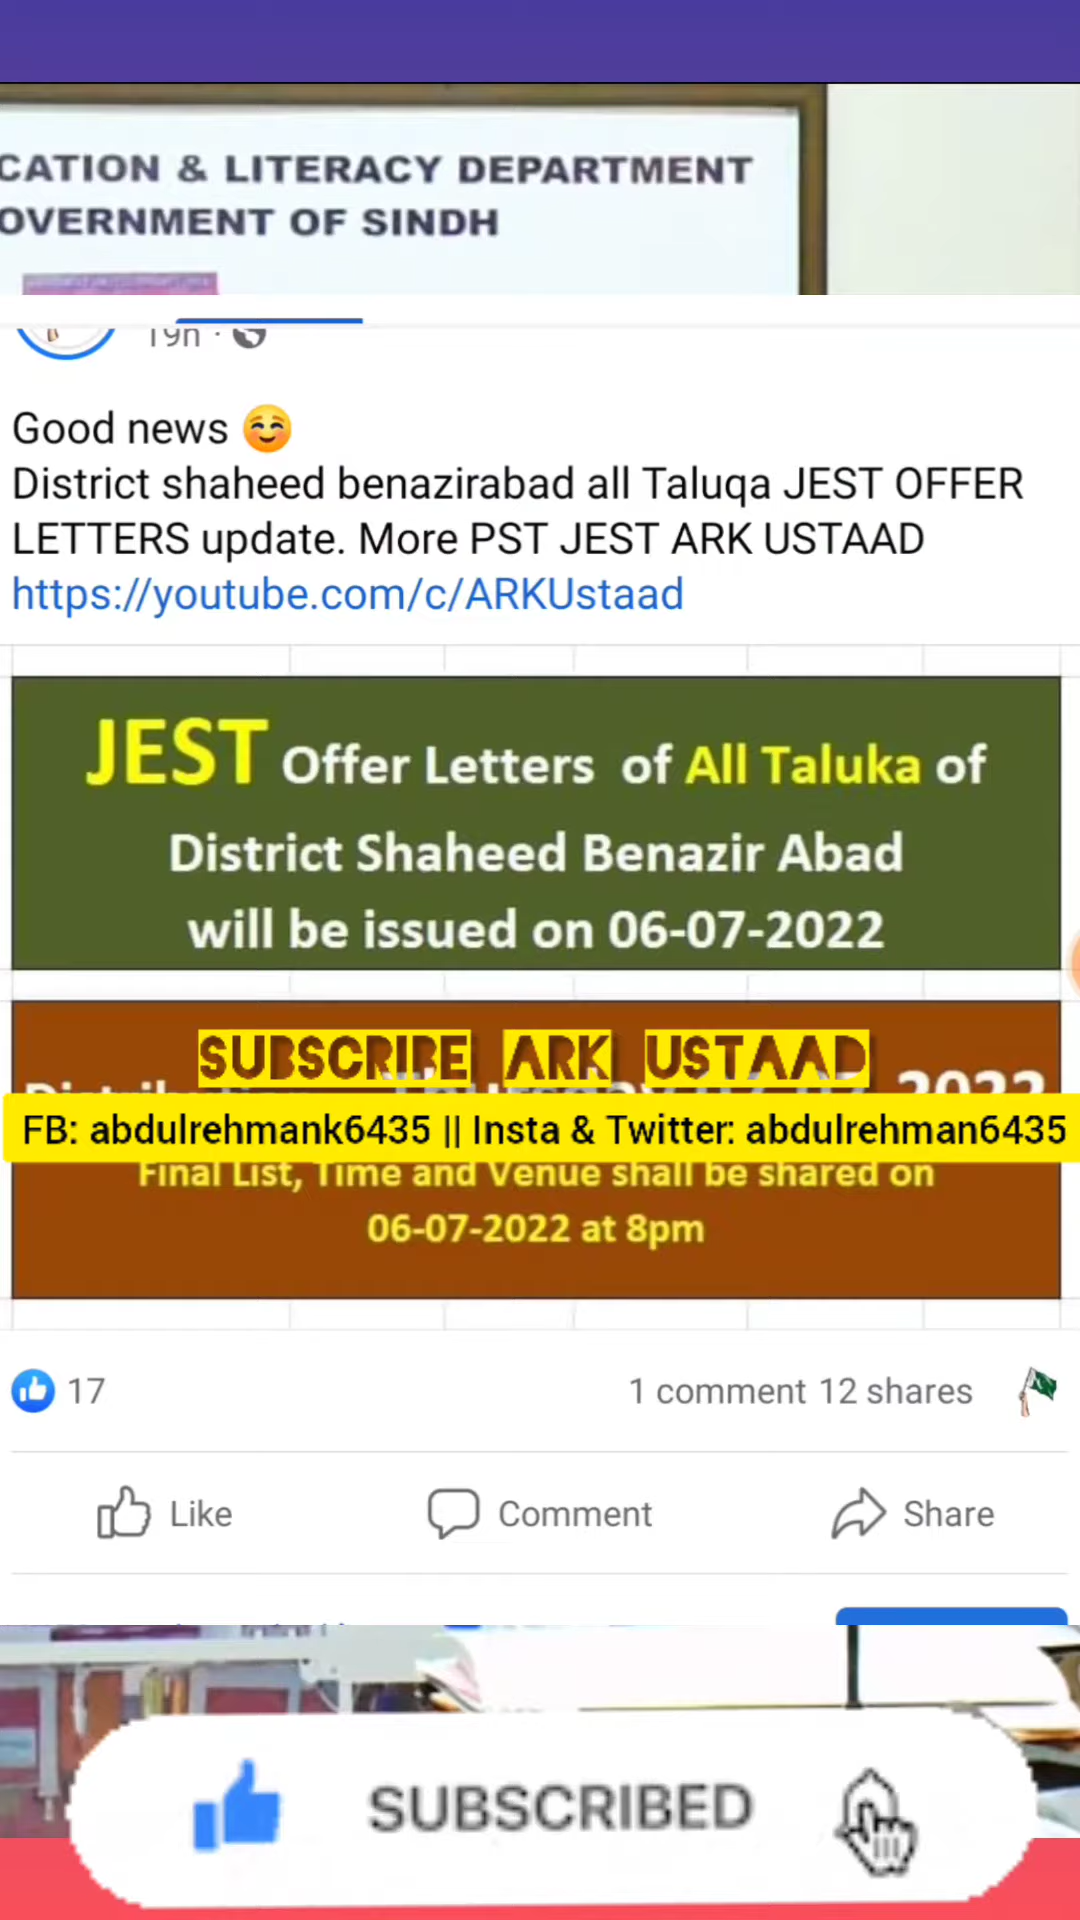 CATION & LITERACY DEPARTMENT
OVERNMENT OF SINDH
19h ·
Good news ☺️
District shaheed benazirabad all Taluqa JEST OFFER
LETTERS update. More PST JEST ARK USTAAD
https://youtube.com/c/ARKUstaad
JEST Offer Letters of All Taluka of
District Shaheed Benazir Abad
will be issued on 06-07-2022
SUBSCRIBE ARK USTAAD
2022
FB: abdulrehmank6435 || Insta & Twitter: abdulrehman6435
Final List, Time and Venue shall be shared on
06-07-2022 at 8pm
17
1 comment 12 shares
Like
Comment
Share
SUBSCRIBED